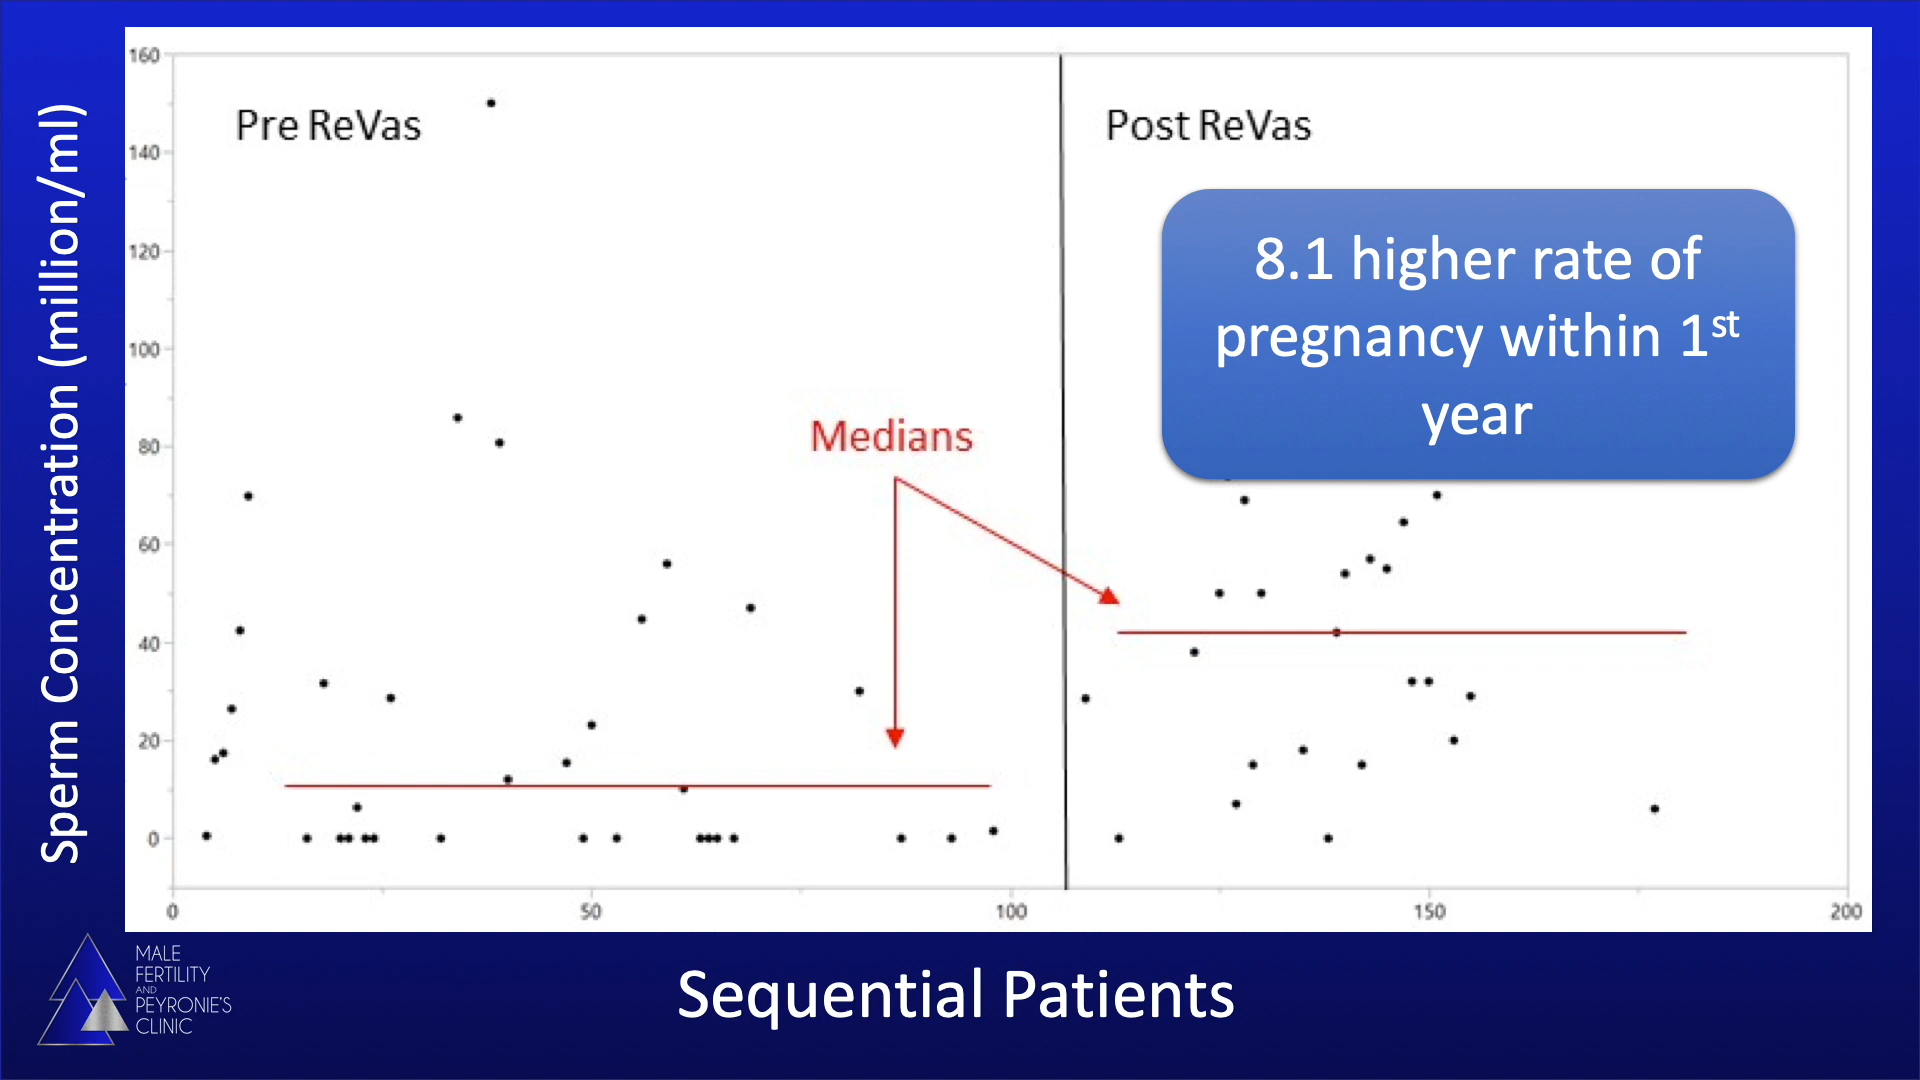 Sperm Concentration (million/ml)
160
140
120
100
80
60
40
20
0
Pre ReVas
Post ReVas
8.1 higher rate of
pregnancy within 1st
year
Medians
0
50
100
150
200
Sequential Patients
MALE
FERTILITY
AND
PEYRONIE'S
CLINIC